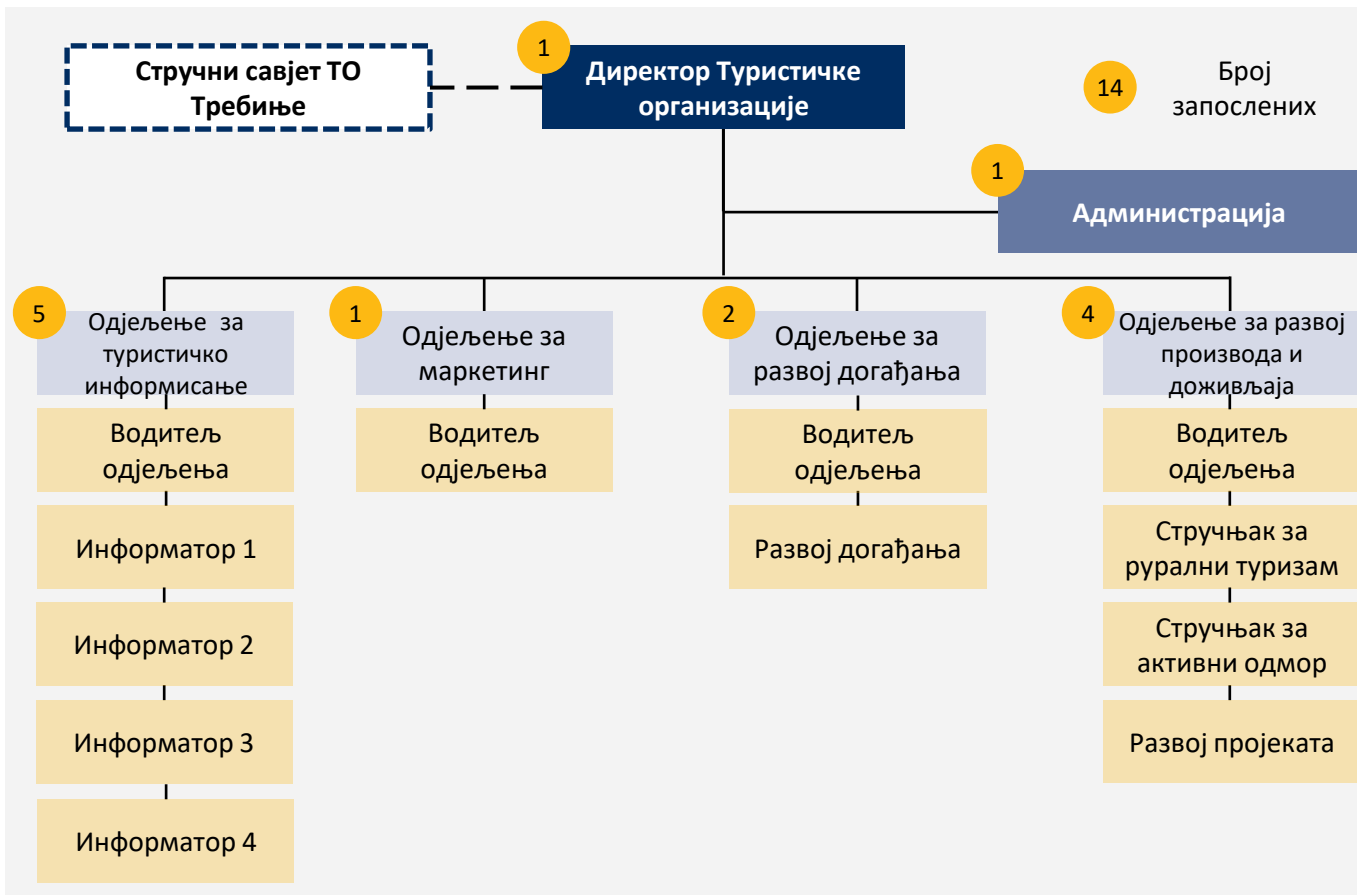 Стручни савјет ТО
Требиње
1
Директор Туристичке
организације
14
Број
запослених
1
Администрација
5
Одјељење за
туристичко
информисање
1
Одјељење за
маркетинг
2
Одјељење за
развој догађања
4
Одјељење за развој
производа и
доживљаја
Водитељ
одјељења
Водитељ
одјељења
Водитељ
одјељења
Водитељ
одјељења
Информатор 1
Развој догађања
Стручњак за
рурални туризам
Информатор 2
Стручњак за
активни одмор
Информатор 3
Развој пројеката
Информатор 4